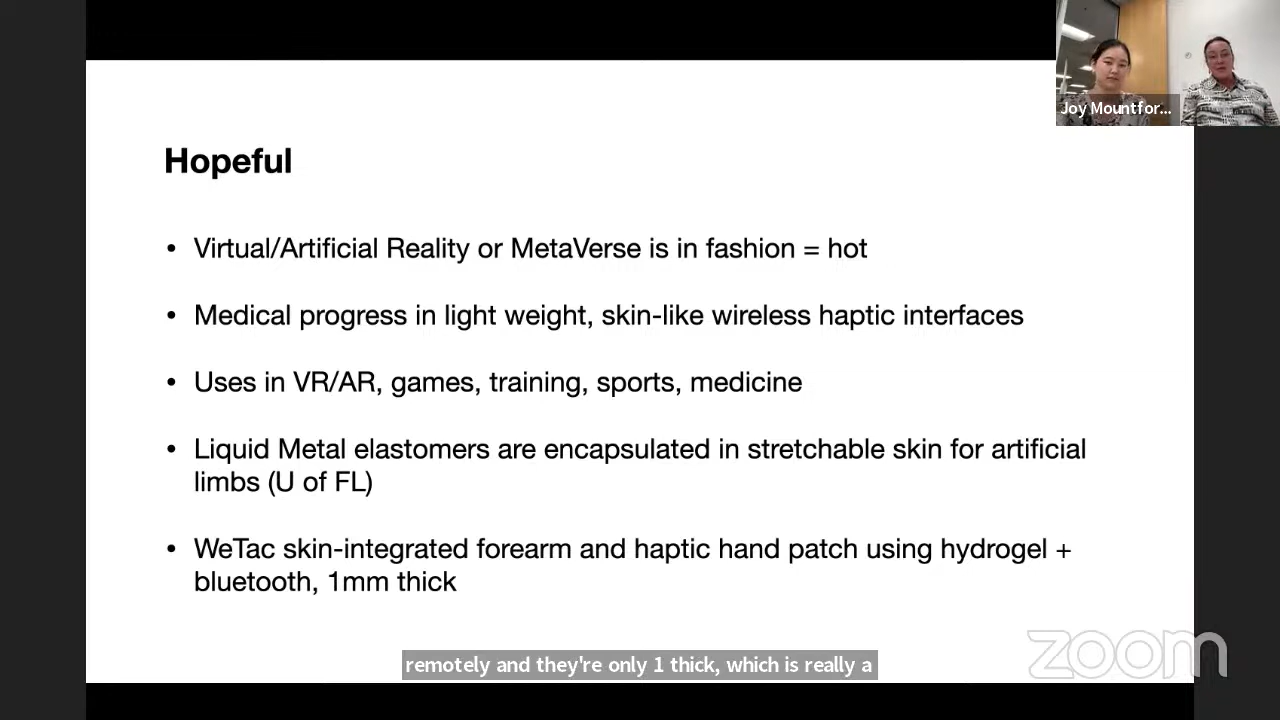 Joy Mountfor...
Hopeful
• Virtual/Artificial Reality or MetaVerse is in fashion = hot
• Medical progress in light weight, skin-like wireless haptic interfaces
• Uses in VR/AR, games, training, sports, medicine
• Liquid Metal elastomers are encapsulated in stretchable skin for artificial
limbs (U of FL)
• WeTac skin-integrated forearm and haptic hand patch using hydrogel +
bluetooth, 1mm thick
remotely and they're only 1 thick, which is really a
zoom